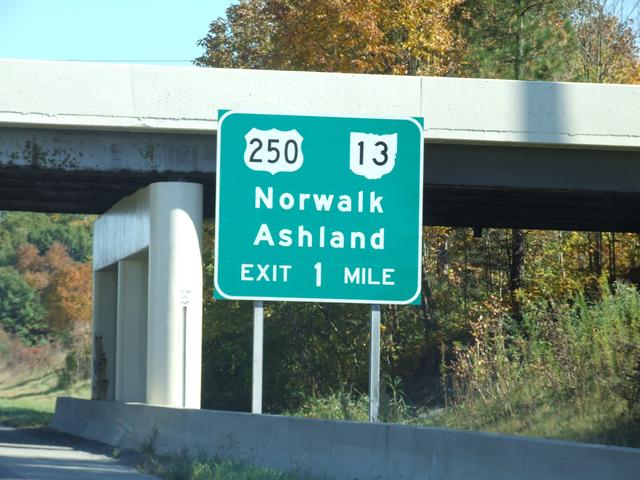 250 13
Norwalk
Ashland
EXIT 1 MILE